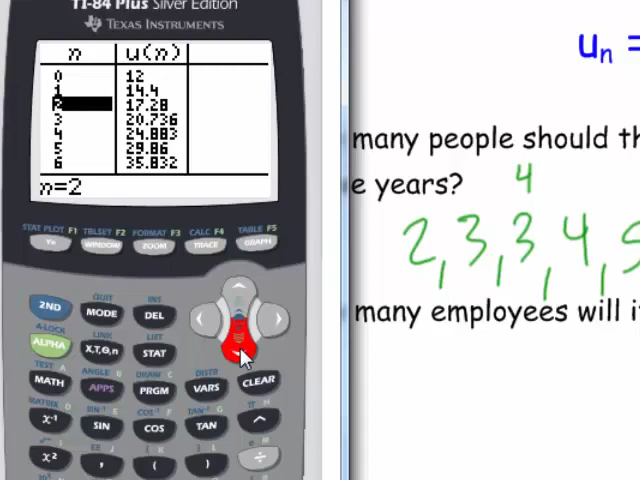 TI-84 Plus Silver Edition
TEXAS INSTRUMENTS
n u(n)
0 12
1 14.4
2 17.28
3 20.736
4 24.883
5 29.86
6 35.832
n=2
STAT PLOT F1 TBLSET F2 FORMAT F3 CALC F4 TABLE F5
Y= WINDOW ZOOM TRACE GRAPH
QUIT INS
2ND MODE DEL
A-LOCK LINK LIST
ALPHA X,T,Θ,n STAT
TEST A ANGLE B DRAW C DISTR
MATH APPS PRGM VARS CLEAR
MATRIX D SIN⁻¹ E COS⁻¹ F TAN⁻¹ G π H
X⁻¹ SIN COS TAN ^
EE J
X² , ( ) ÷
uₙ =
many people should th
e years? 4
2, 3, 3, 4, 5
many employees will i